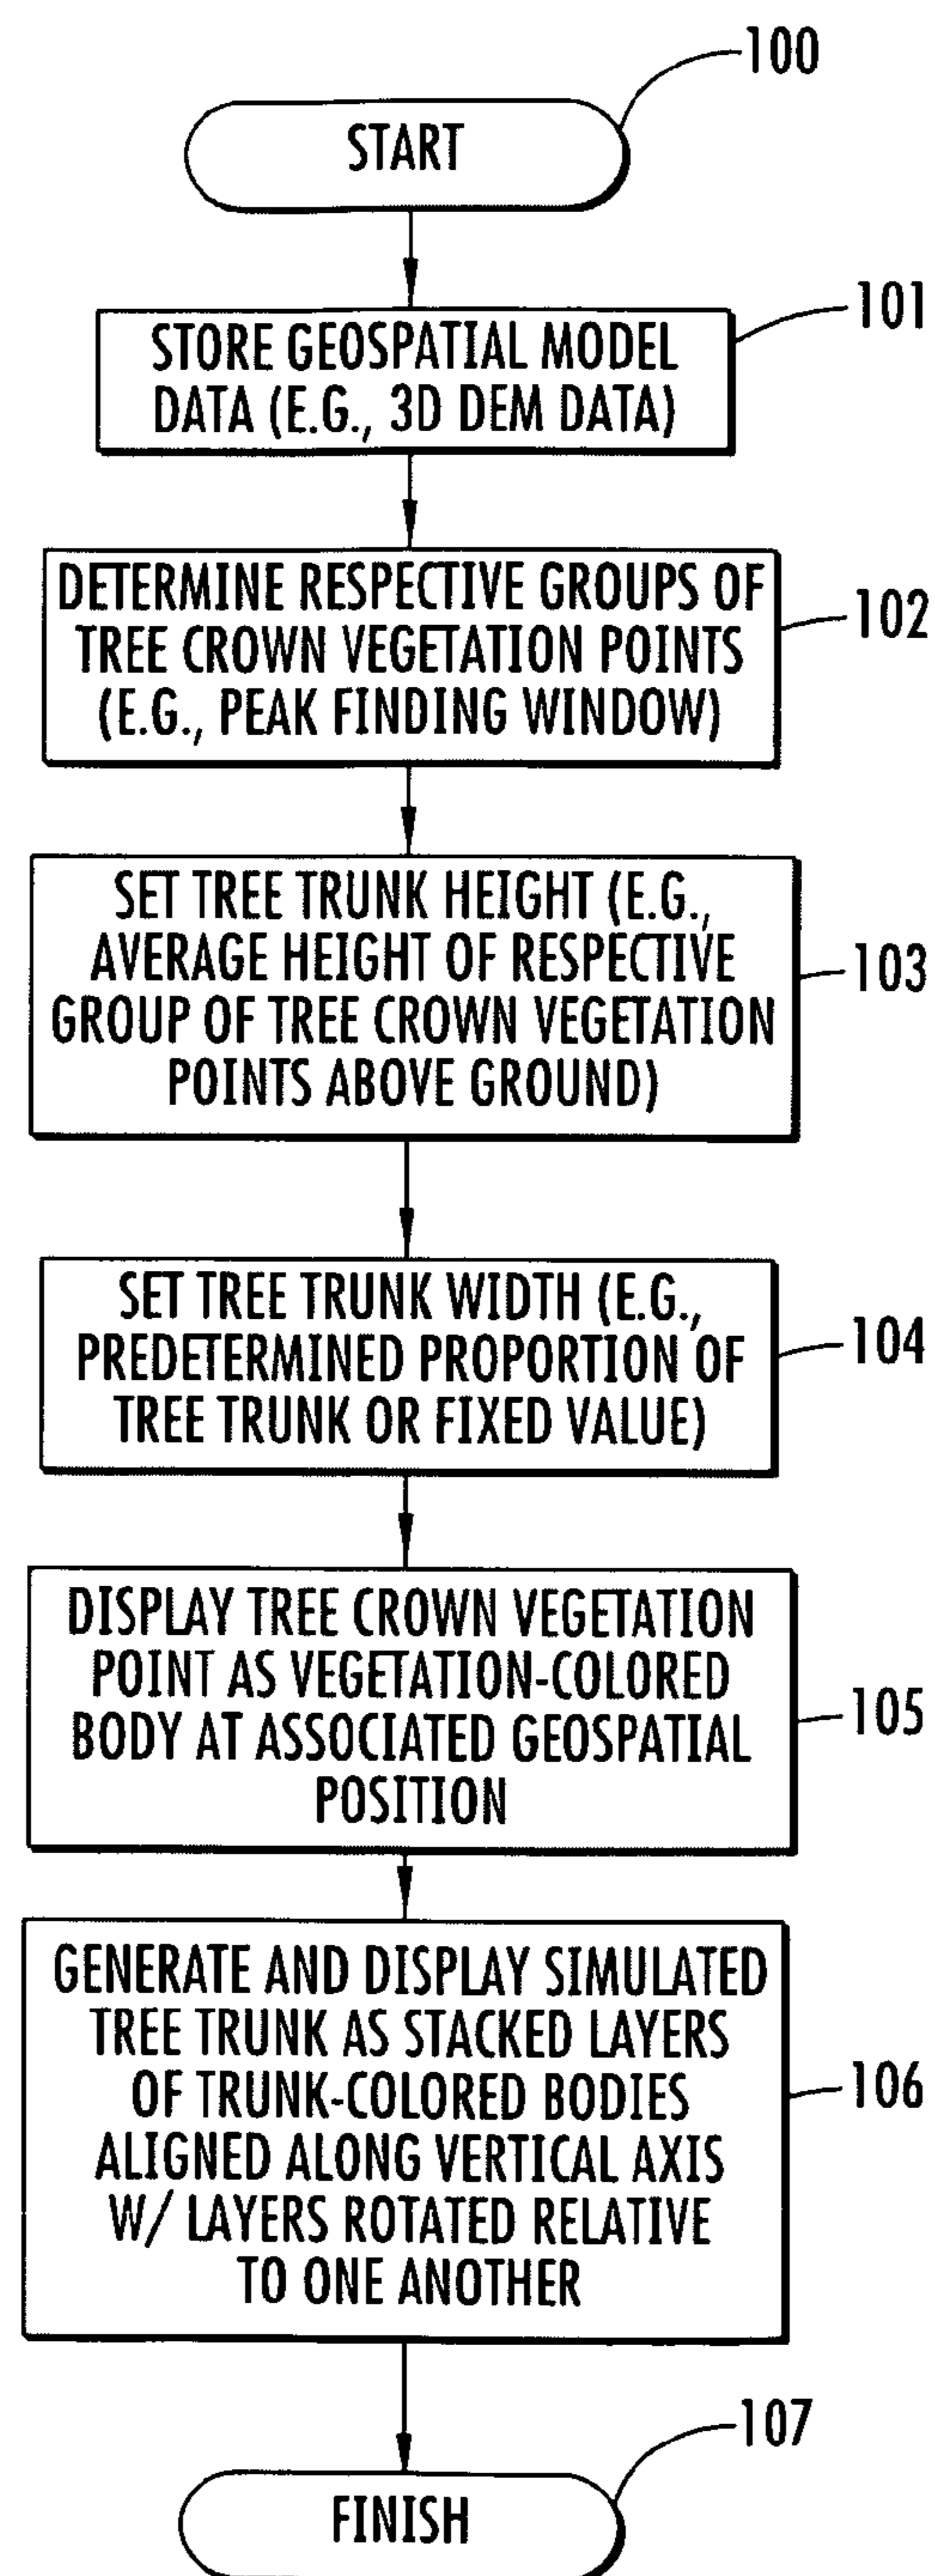 100
START
101
STORE GEOSPATIAL MODEL
DATA (E.G., 3D DEM DATA)
102
DETERMINE RESPECTIVE GROUPS OF
TREE CROWN VEGETATION POINTS
(E.G., PEAK FINDING WINDOW)
103
SET TREE TRUNK HEIGHT (E.G.,
AVERAGE HEIGHT OF RESPECTIVE
GROUP OF TREE CROWN VEGETATION
POINTS ABOVE GROUND)
104
SET TREE TRUNK WIDTH (E.G.,
PREDETERMINED PROPORTION OF
TREE TRUNK OR FIXED VALUE)
105
DISPLAY TREE CROWN VEGETATION
POINT AS VEGETATION-COLORED
BODY AT ASSOCIATED GEOSPATIAL
POSITION
106
GENERATE AND DISPLAY SIMULATED
TREE TRUNK AS STACKED LAYERS
OF TRUNK-COLORED BODIES
ALIGNED ALONG VERTICAL AXIS
W/ LAYERS ROTATED RELATIVE
TO ONE ANOTHER
107
FINISH